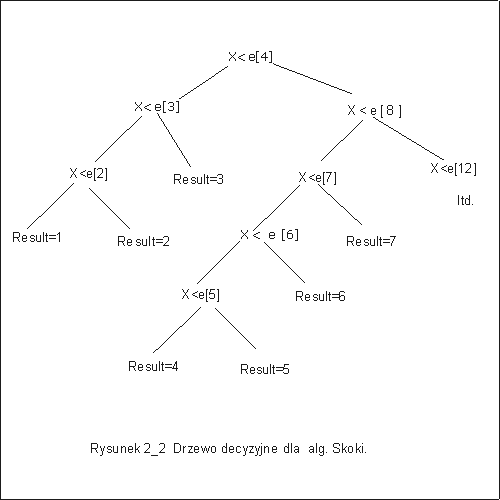 X< e[4]
X< e[3]
X < e [ 8 ]
X <e[2]
Result=3
X <e[7]
X <e[12]
Itd.
Result=1
Result=2
X < e [6]
Result=7
X <e[5]
Result=6
Result=4
Result=5
Rysunek 2_2 Drzewo decyzyjne dla alg. Skoki.